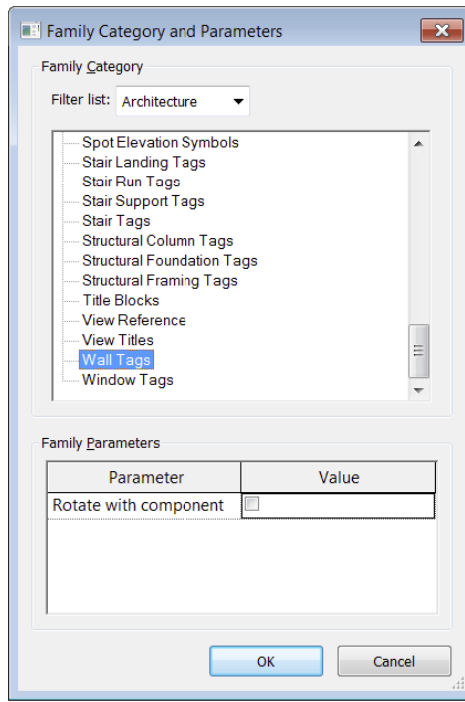 Family Category and Parameters
Family Category
Filter list: Architecture
Spot Elevation Symbols
Stair Landing Tags
Stair Run Tags
Stair Support Tags
Stair Tags
Structural Column Tags
Structural Foundation Tags
Structural Framing Tags
Title Blocks
View Reference
View Titles
Wall Tags
Window Tags
Family Parameters
Parameter Value
Rotate with component
OK Cancel